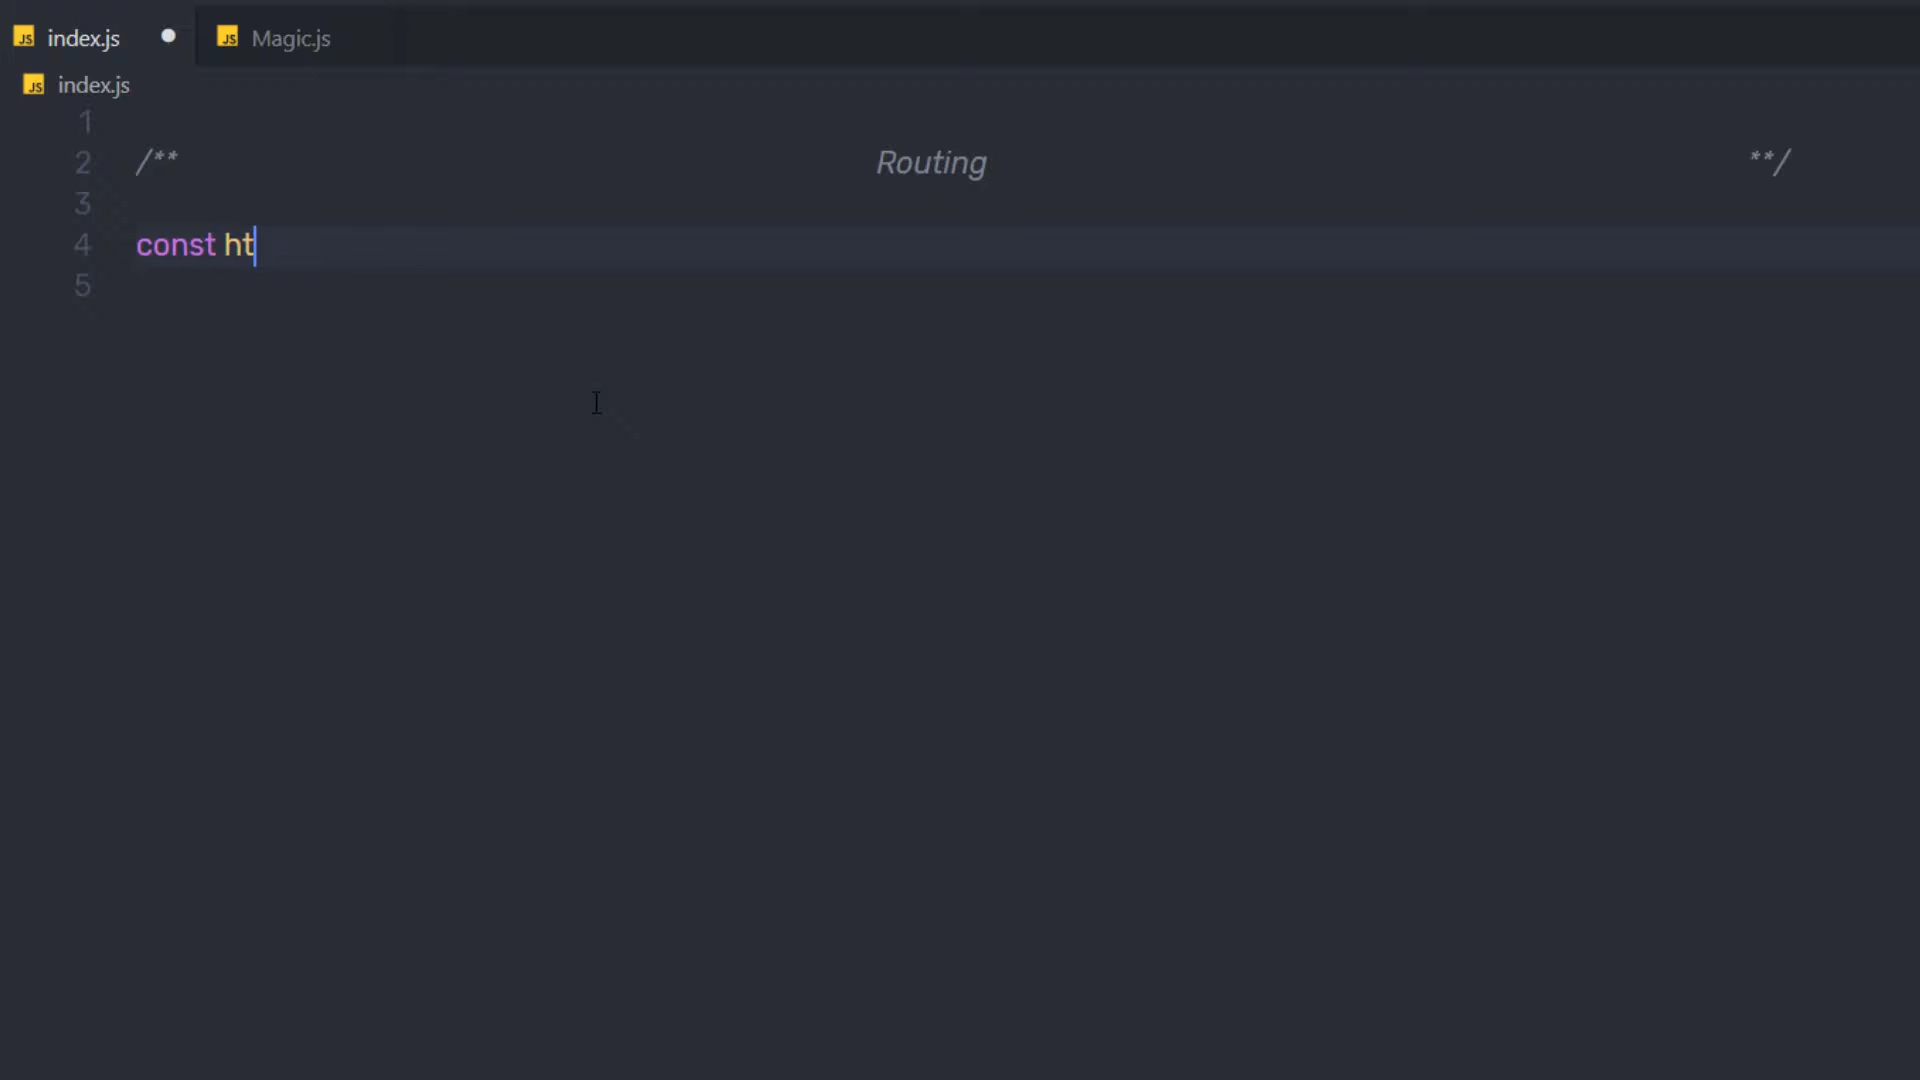 index.js Magic.js
index.js
1
2 /** Routing **/
3
4 const ht
5